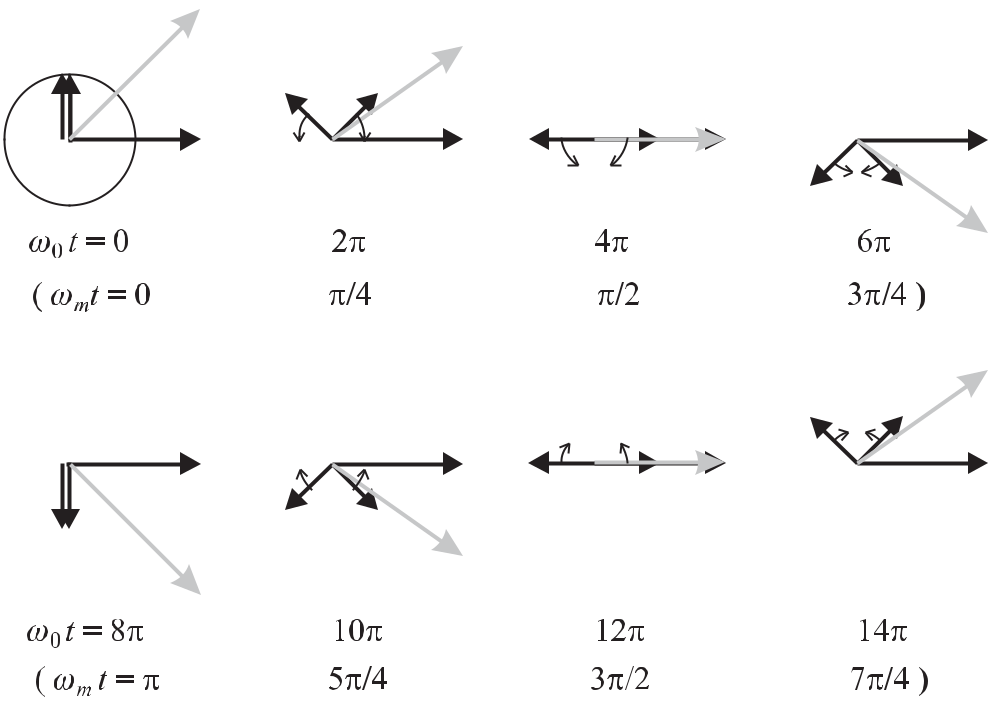 ω₀ t = 0 2π 4π 6π
( ωₘt = 0 π/4 π/2 3π/4 )
ω₀ t = 8π 10π 12π 14π
( ωₘ t = π 5π/4 3π/2 7π/4 )